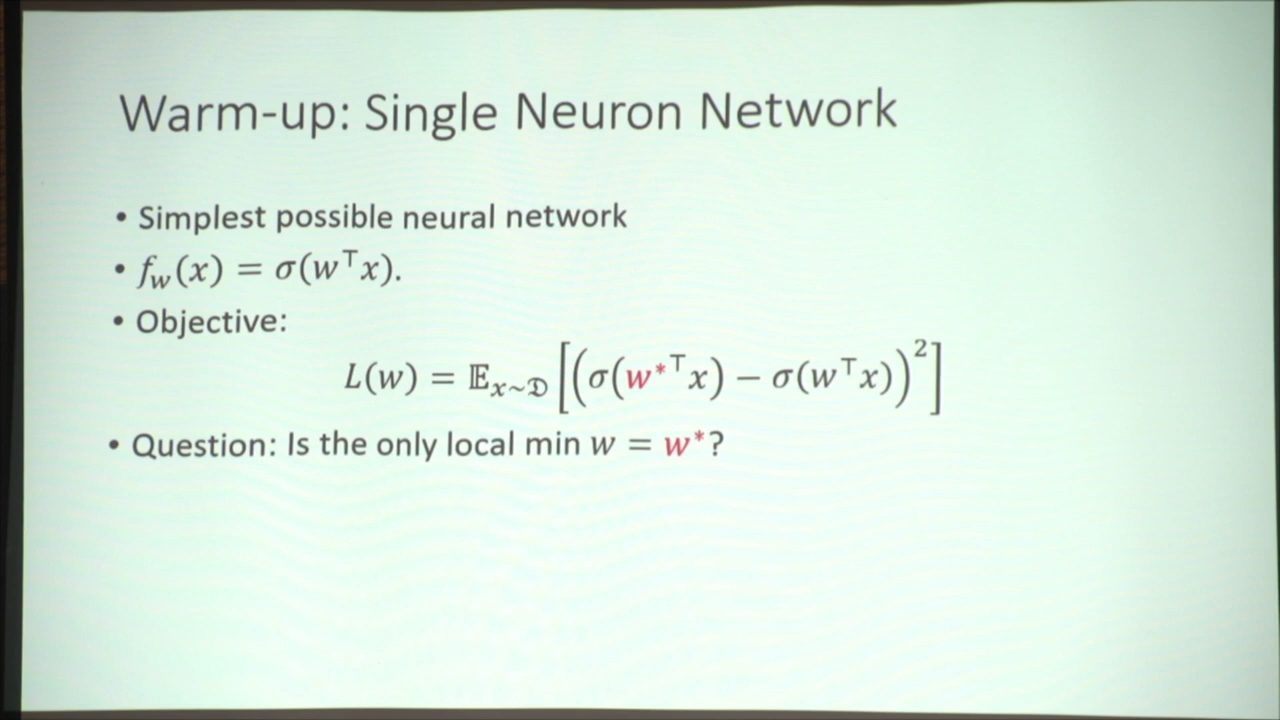 Warm-up: Single Neuron Network
• Simplest possible neural network
• f_w(x) = σ(w^⊤x).
• Objective:
L(w) = 𝔼_{x∼𝔇} [(σ(w*^⊤x) − σ(w^⊤x))^2]
• Question: Is the only local min w = w*?